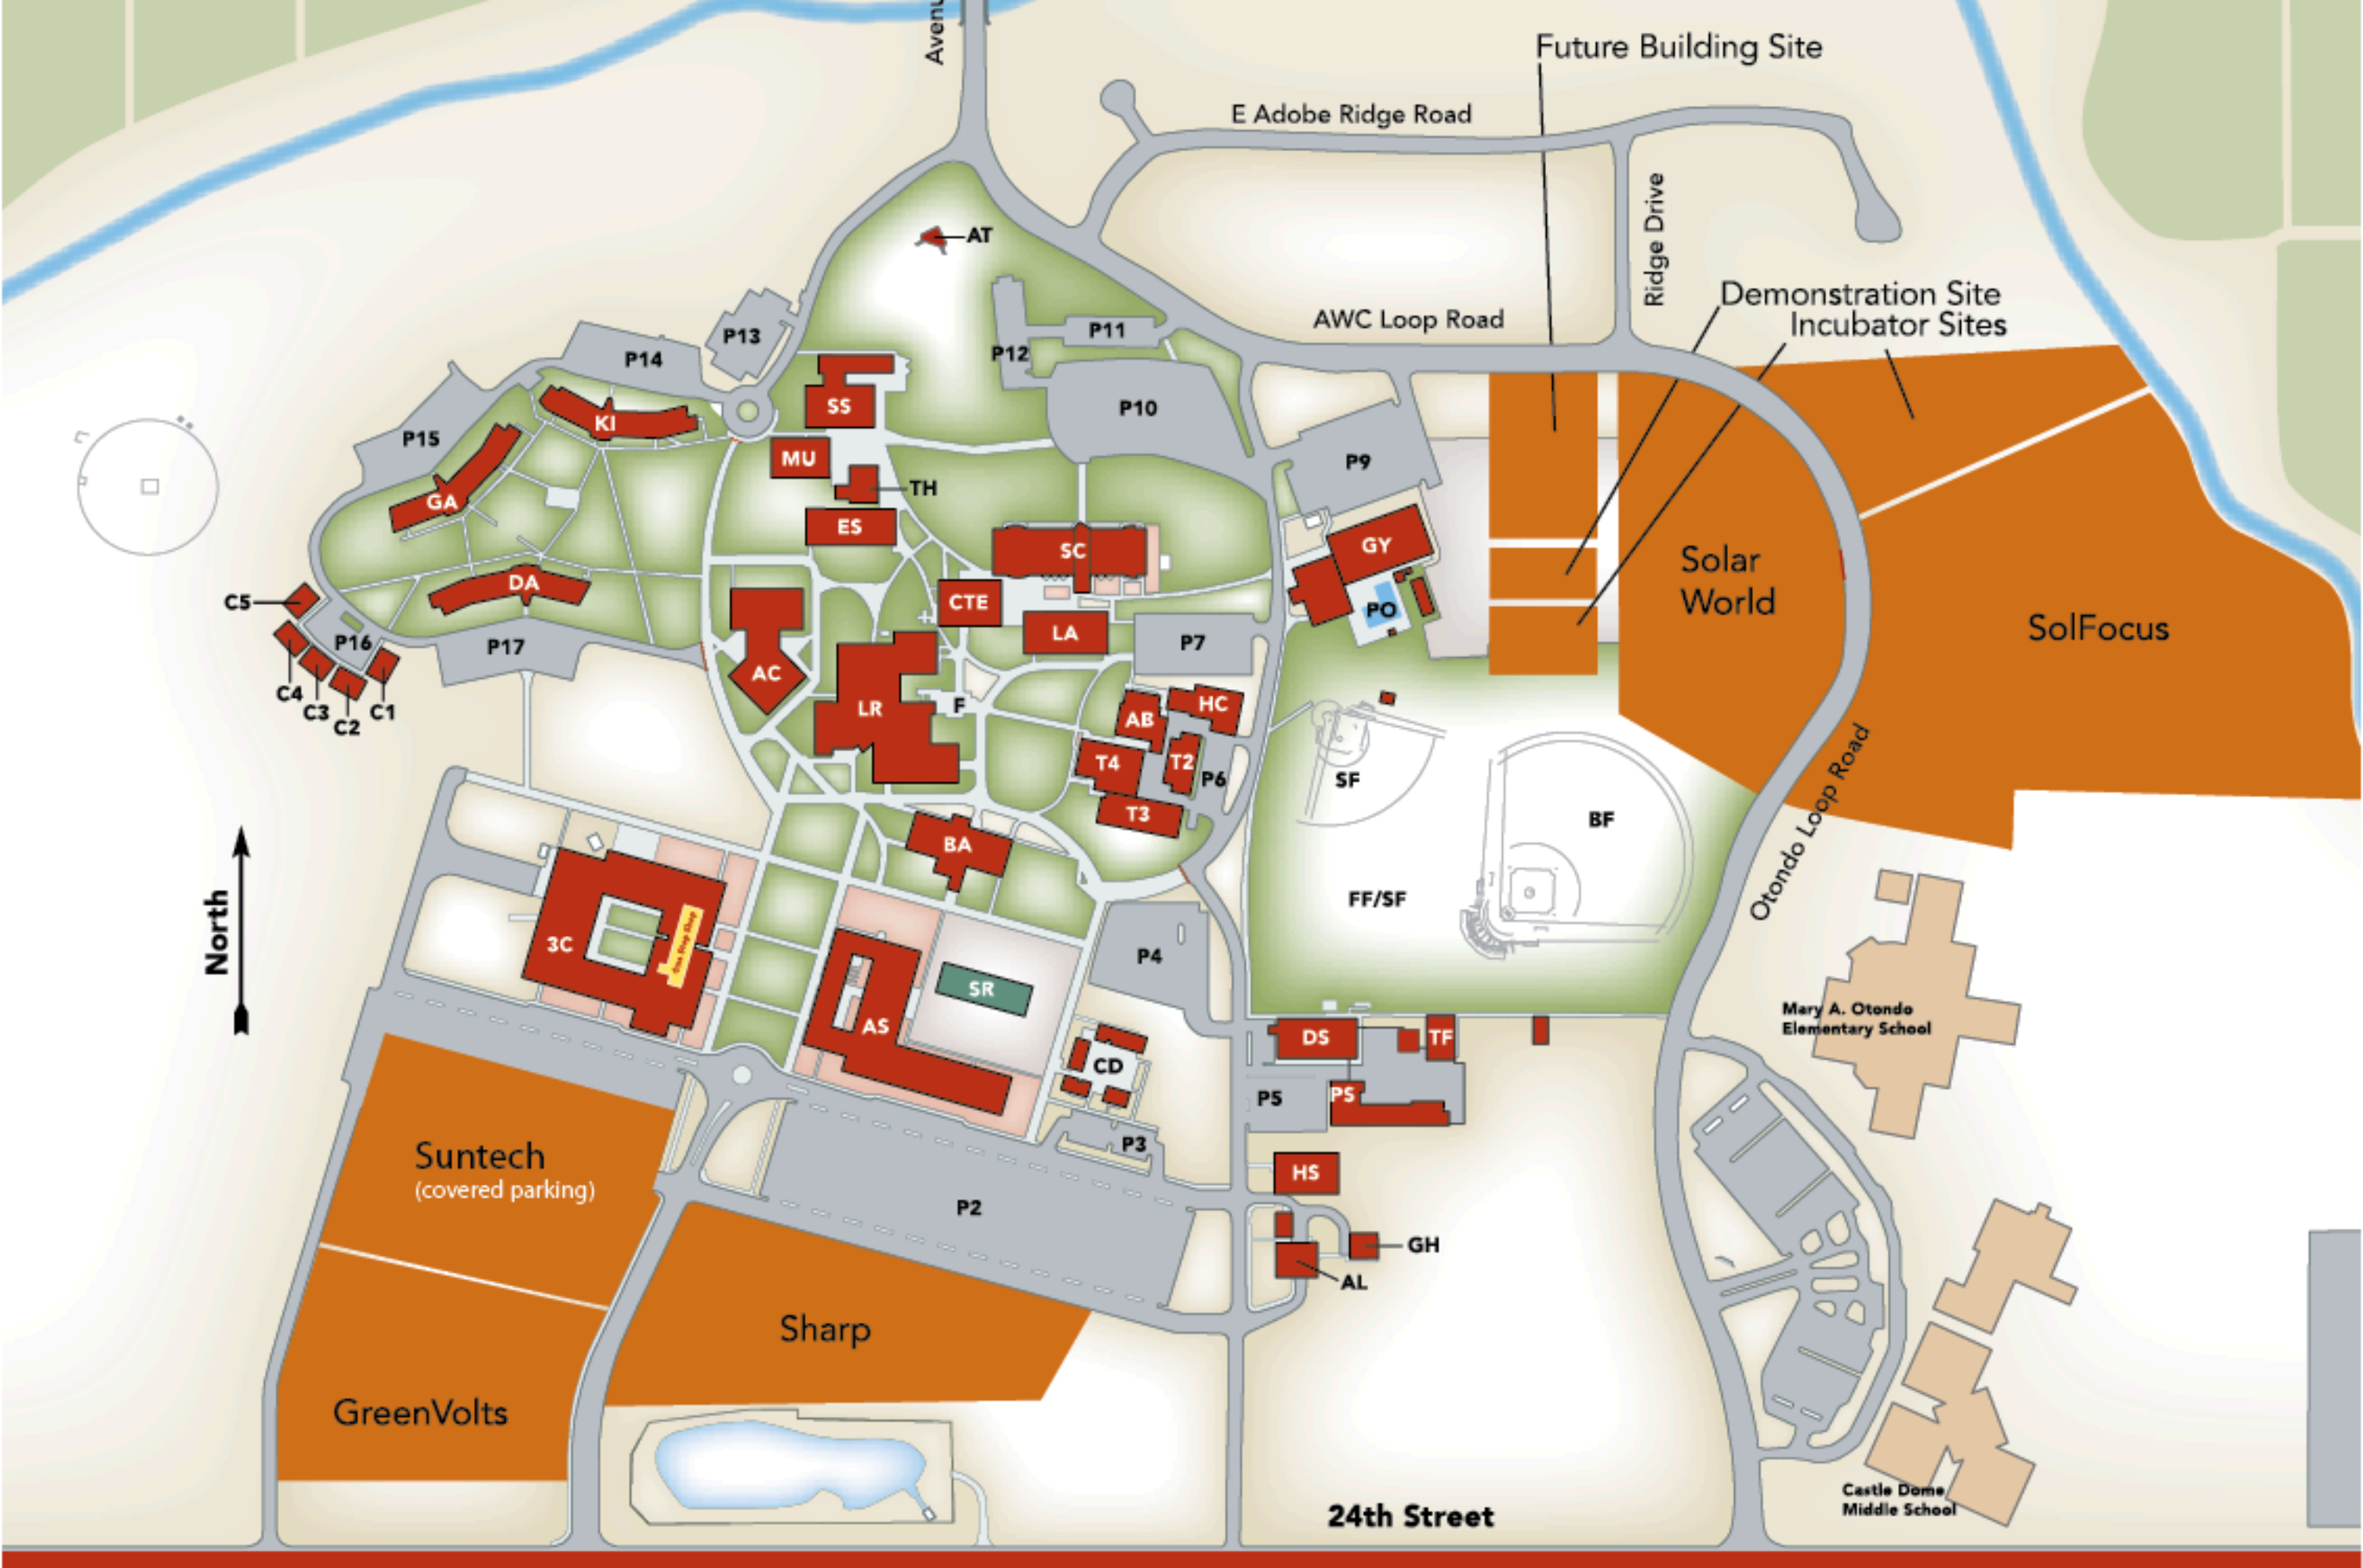 Avenu
Future Building Site
E Adobe Ridge Road
Ridge Drive
AT
Demonstration Site
Incubator Sites
AWC Loop Road
P11
P12
P13
P14
P10
SS
KI
P15
MU
P9
TH
GA
ES
GY
SC
Solar
World
DA
CTE
C5
PO
LA
SolFocus
P16
P17
P7
AC
C4
C3
C2
C1
LR
F
AB
HC
T4
T2
P6
SF
T3
BF
Otondo Loop Road
BA
North
3C
One Stop Shop
FF/SF
P4
SR
AS
Mary A. Otondo
Elementary School
DS
TF
CD
PS
P5
P3
Suntech
(covered parking)
HS
P2
GH
AL
Sharp
GreenVolts
Castle Dome
Middle School
24th Street